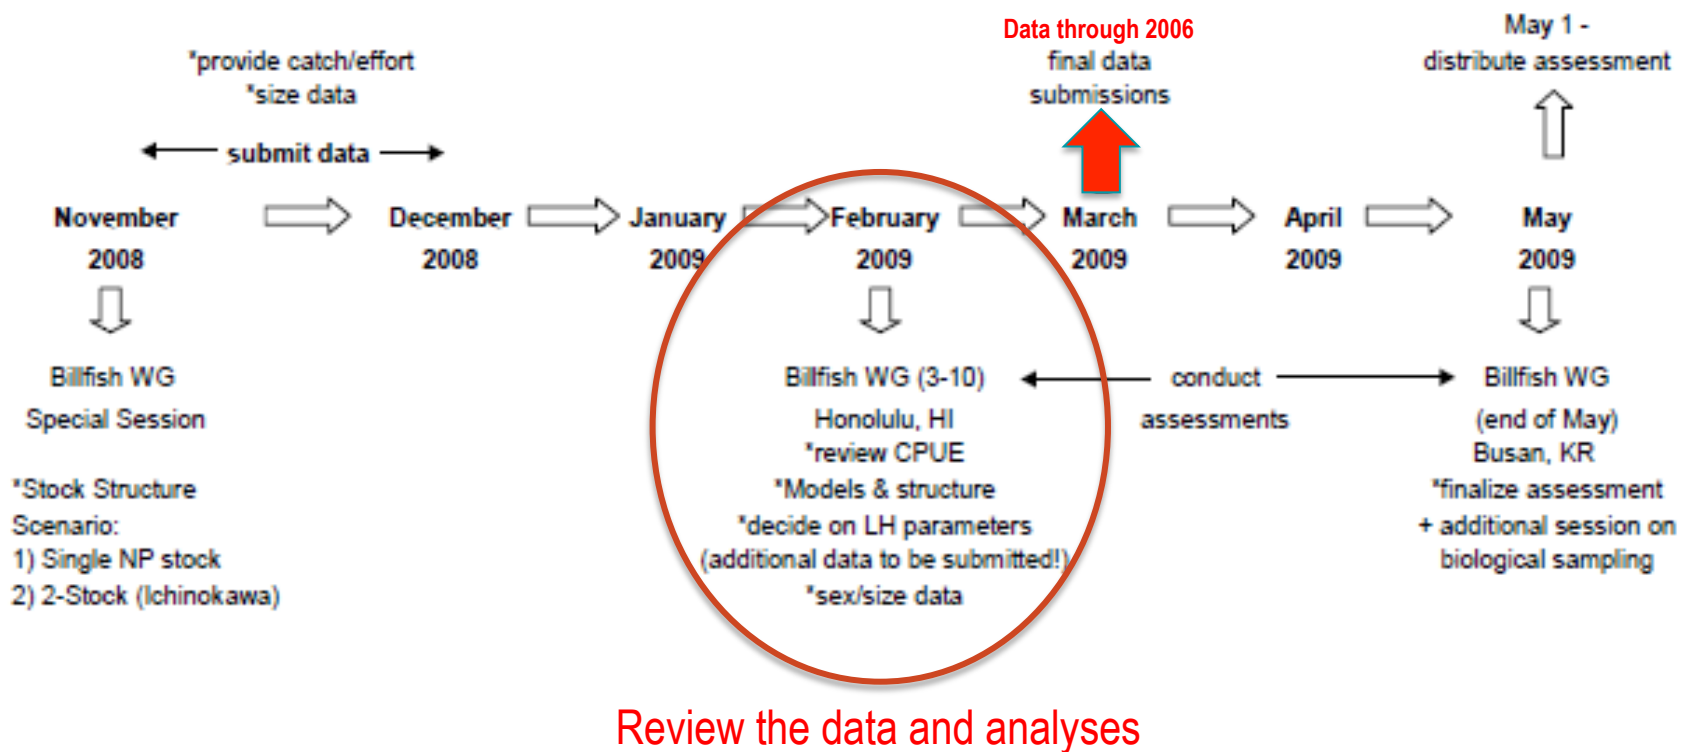 *provide catch/effort
*size data
submit data
Data through 2006
final data
submissions
May 1 -
distribute assessment
November
2008
December
2008
January
2009
February
2009
March
2009
April
2009
May
2009
Billfish WG
Special Session
*Stock Structure
Scenario:
1) Single NP stock
2) 2-Stock (Ichinokawa)
Billfish WG (3-10)
Honolulu, HI
*review CPUE
*Models & structure
*decide on LH parameters
(additional data to be submitted!)
*sex/size data
conduct
assessments
Billfish WG
(end of May)
Busan, KR
*finalize assessment
+ additional session on
biological sampling
Review the data and analyses